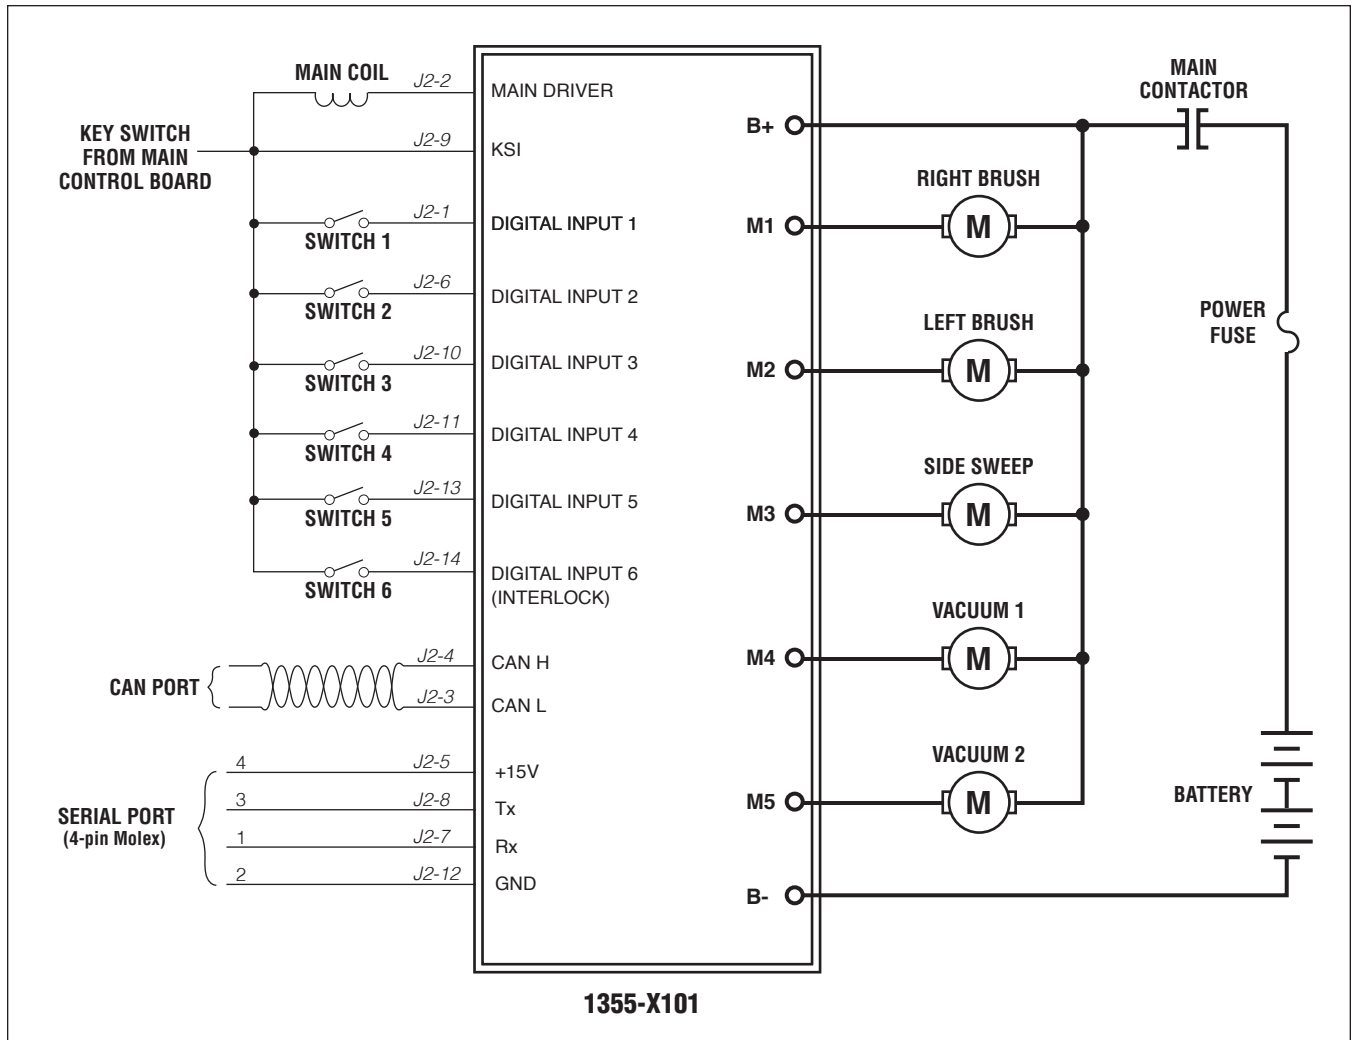 MAIN COIL
J2-2
MAIN DRIVER
KEY SWITCH
FROM MAIN
CONTROL BOARD
J2-9
KSI
J2-1
SWITCH 1
DIGITAL INPUT 1
J2-6
SWITCH 2
DIGITAL INPUT 2
J2-10
SWITCH 3
DIGITAL INPUT 3
J2-11
SWITCH 4
DIGITAL INPUT 4
J2-13
SWITCH 5
DIGITAL INPUT 5
J2-14
SWITCH 6
DIGITAL INPUT 6
(INTERLOCK)
CAN PORT
J2-4
CAN H
J2-3
CAN L
SERIAL PORT
(4-pin Molex)
4
J2-5
+15V
3
J2-8
Tx
1
J2-7
Rx
2
J2-12
GND
B+
MAIN
CONTACTOR
RIGHT BRUSH
M1
M
LEFT BRUSH
M2
M
POWER
FUSE
SIDE SWEEP
M3
M
VACUUM 1
M4
M
VACUUM 2
M5
M
BATTERY
B-
1355-X101